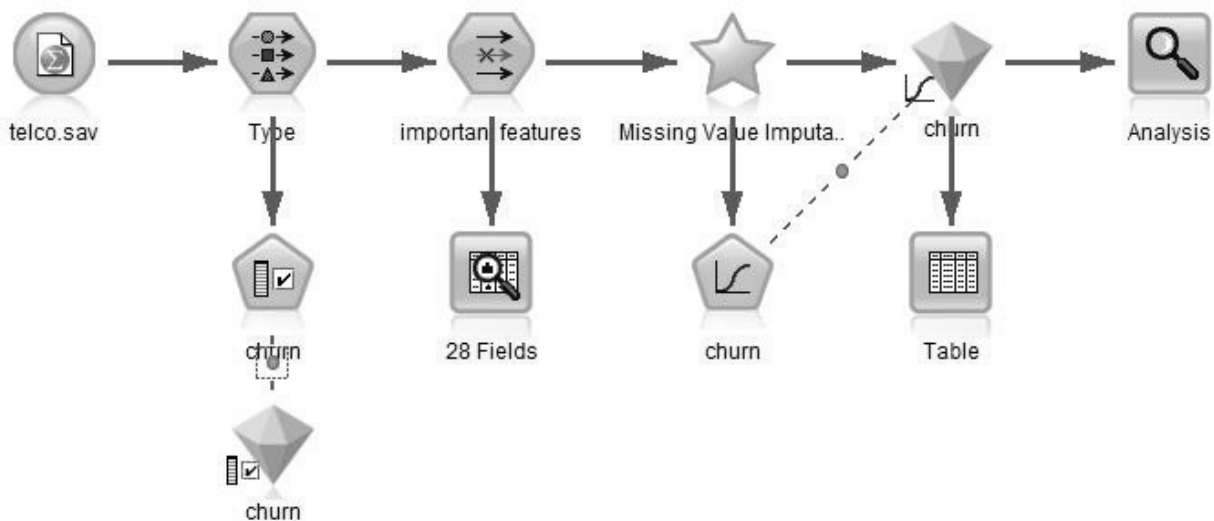 telco.sav
Type
important features
Missing Value Imputa..
churn
Analysis
churn
28 Fields
churn
Table
churn